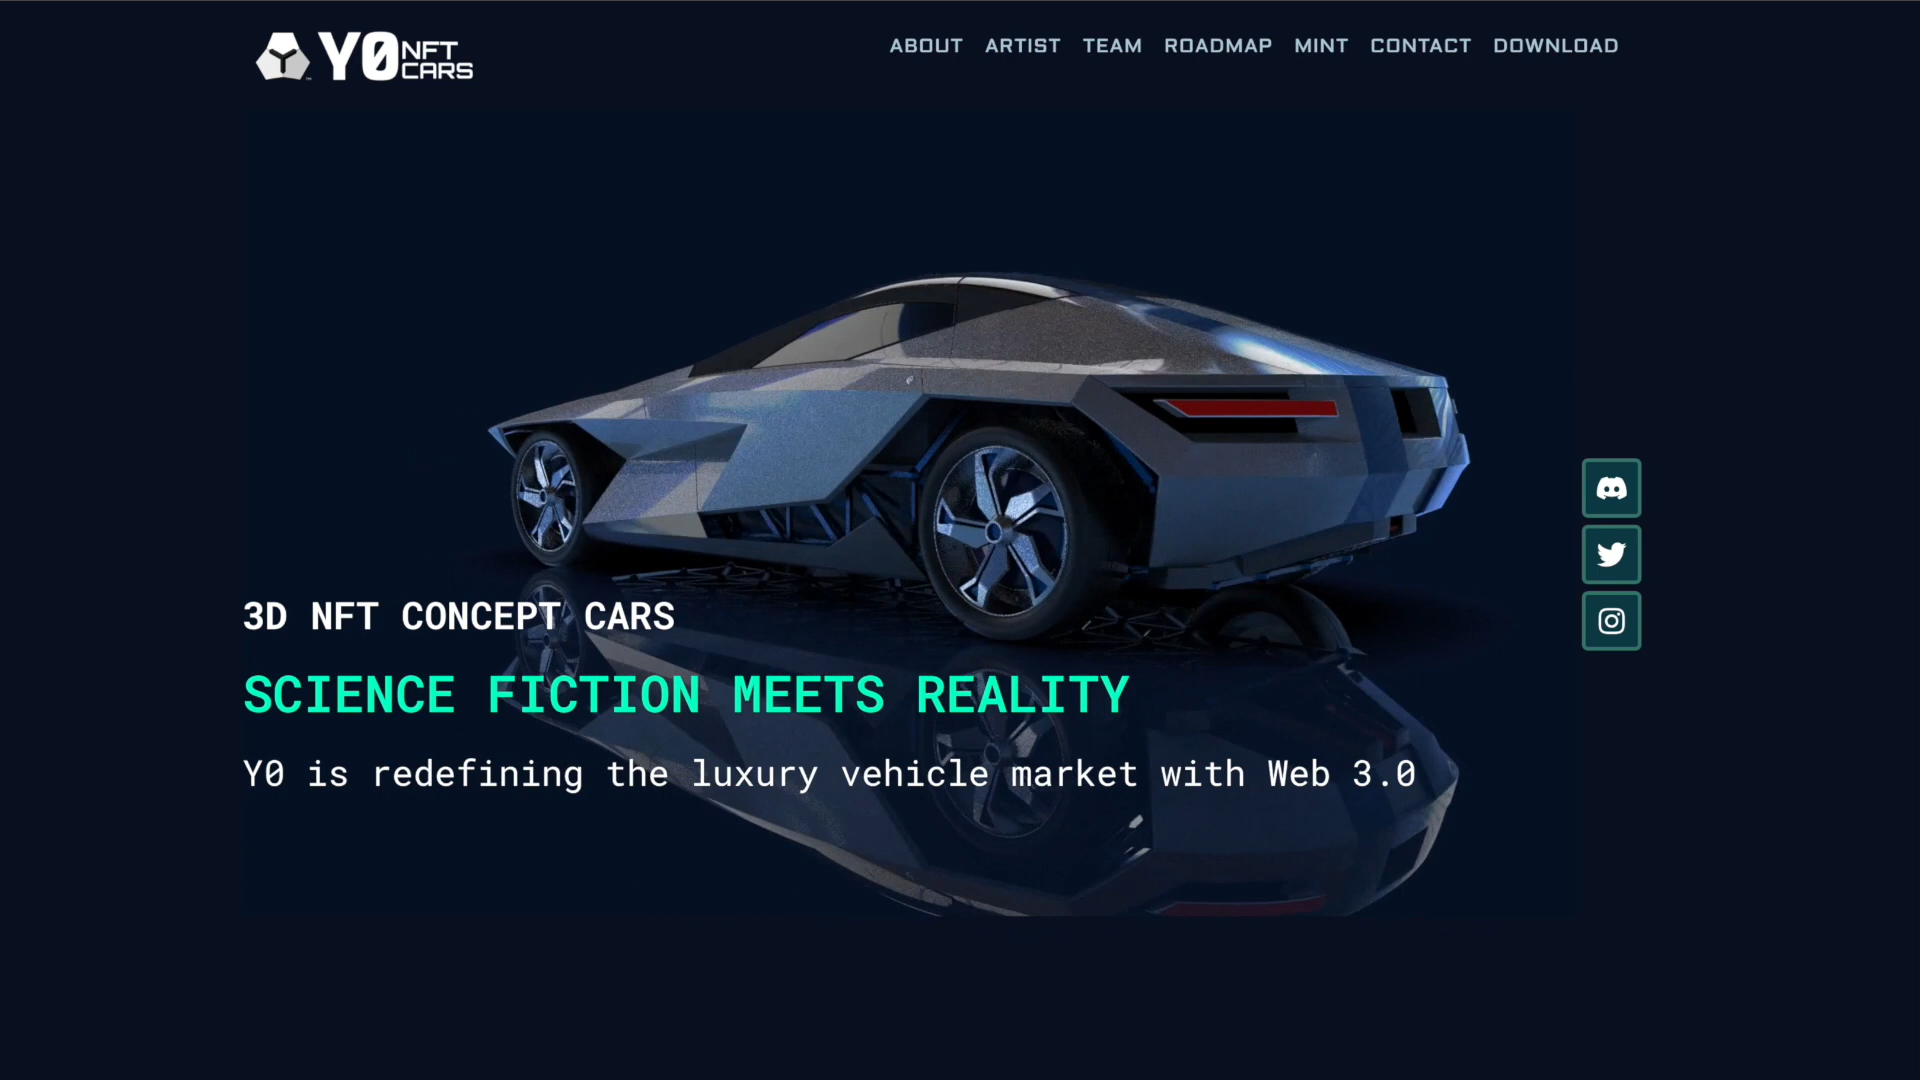 Y0 NFT CARS
ABOUT ARTIST TEAM ROADMAP MINT CONTACT DOWNLOAD
3D NFT CONCEPT CARS
SCIENCE FICTION MEETS REALITY
Y0 is redefining the luxury vehicle market with Web 3.0